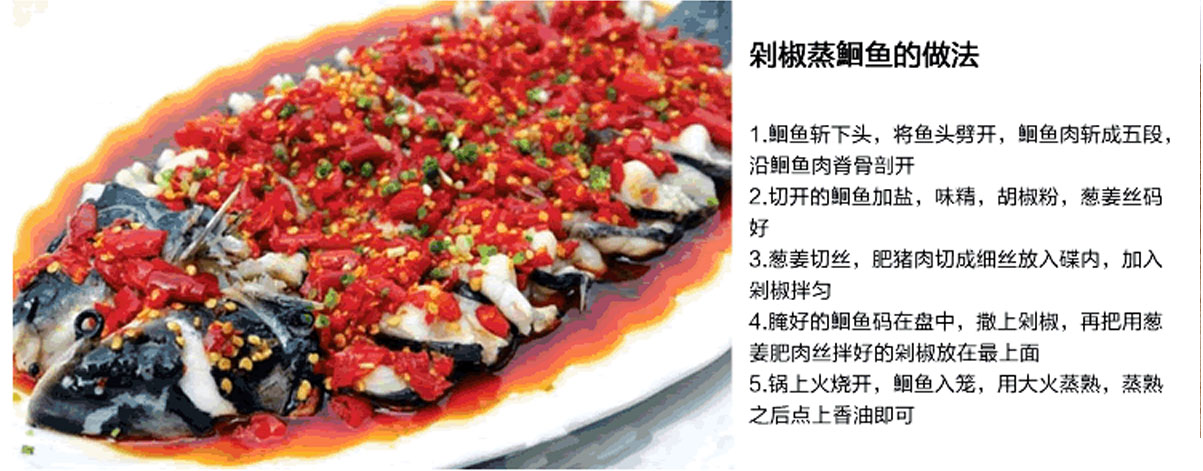 剁椒蒸鮰鱼的做法
1.鮰鱼斩下头，将鱼头劈开，鮰鱼肉斩成五段，
沿鮰鱼肉脊骨剖开
2.切开的鮰鱼加盐，味精，胡椒粉，葱姜丝码
好
3.葱姜切丝，肥猪肉切成细丝放入碟内，加入
剁椒拌匀
4.腌好的鮰鱼码在盘中，撒上剁椒，再把用葱
姜肥肉丝拌好的剁椒放在最上面
5.锅上火烧开，鮰鱼入笼，用大火蒸熟，蒸熟
之后点上香油即可